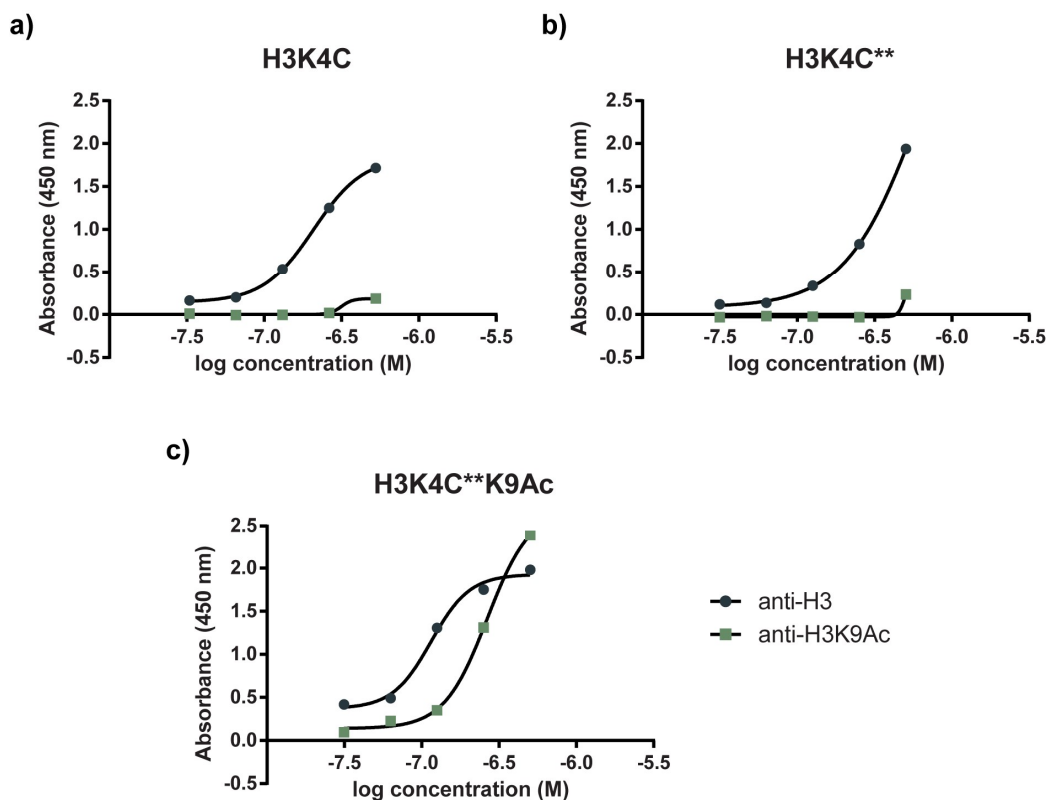 a)
H3K4C
Absorbance (450 nm)
2.5
2.0
1.5
1.0
0.5
0.0
-0.5
-7.5 -7.0 -6.5 -6.0 -5.5
log concentration (M)
b)
H3K4C**
Absorbance (450 nm)
2.5
2.0
1.5
1.0
0.5
0.0
-0.5
-7.5 -7.0 -6.5 -6.0 -5.5
log concentration (M)
c)
H3K4C**K9Ac
Absorbance (450 nm)
2.5
2.0
1.5
1.0
0.5
0.0
-0.5
-7.5 -7.0 -6.5 -6.0 -5.5
log concentration (M)
anti-H3
anti-H3K9Ac